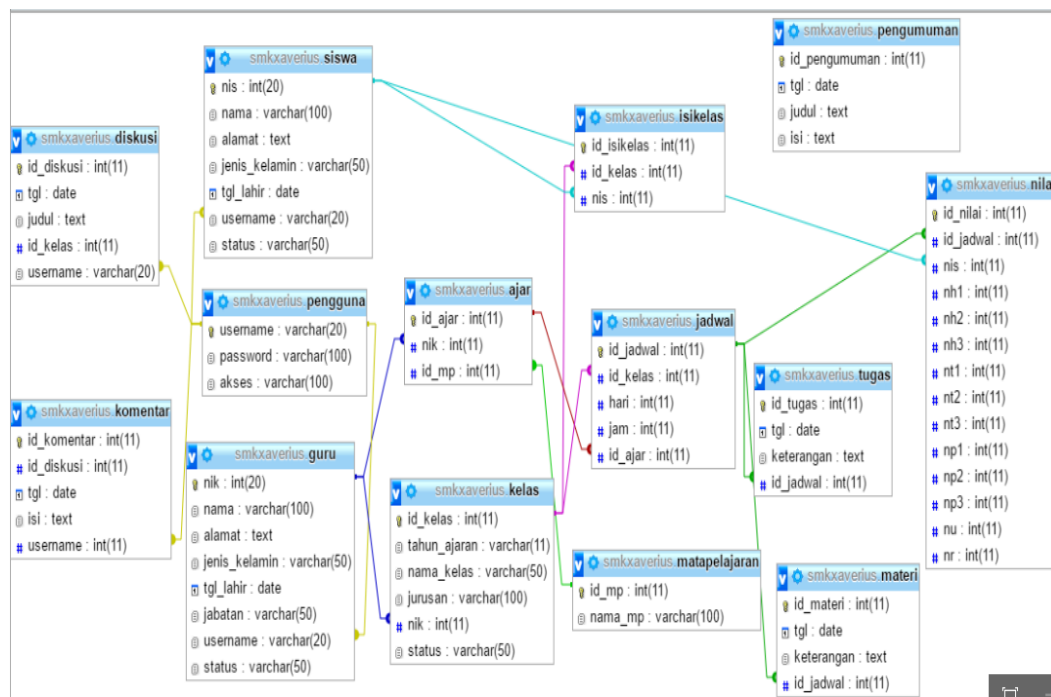 smkxaverius diskusi
id_diskusi : int(11)
tgl : date
judul : text
id_kelas : int(11)
username : varchar(20)
smkxaverius komentar
id_komentar : int(11)
id_diskusi : int(11)
tgl : date
isi : text
username : int(11)
smkxaverius siswa
nis : int(20)
nama : varchar(100)
alamat : text
jenis_kelamin : varchar(50)
tgl_lahir : date
username : varchar(20)
status : varchar(50)
smkxaverius pengguna
username : varchar(20)
password : varchar(100)
akses : varchar(100)
smkxaverius guru
nik : int(20)
nama : varchar(100)
alamat : text
jenis_kelamin : varchar(50)
tgl_lahir : date
jabatan : varchar(50)
username : varchar(20)
status : varchar(50)
smkxaverius ajar
id_ajar : int(11)
nik : int(11)
id_mp : int(11)
smkxaverius kelas
id_kelas : int(11)
tahun_ajaran : varchar(11)
nama_kelas : varchar(50)
jurusan : varchar(100)
nik : int(11)
status : varchar(50)
smkxaverius isikelas
id_isikelas : int(11)
id_kelas : int(11)
nis : int(11)
smkxaverius jadwal
id_jadwal : int(11)
id_kelas : int(11)
hari : int(11)
jam : int(11)
id_ajar : int(11)
smkxaverius matapelajaran
id_mp : int(11)
nama_mp : varchar(100)
smkxaverius pengumuman
id_pengumuman : int(11)
tgl : date
judul : text
isi : text
smkxaverius tugas
id_tugas : int(11)
tgl : date
keterangan : text
id_jadwal : int(11)
smkxaverius materi
id_materi : int(11)
tgl : date
keterangan : text
id_jadwal : int(11)
smkxaverius nilai
id_nilai : int(11)
id_jadwal : int(11)
nis : int(11)
nh1 : int(11)
nh2 : int(11)
nh3 : int(11)
nt1 : int(11)
nt2 : int(11)
nt3 : int(11)
np1 : int(11)
np2 : int(11)
np3 : int(11)
nu : int(11)
nr : int(11)